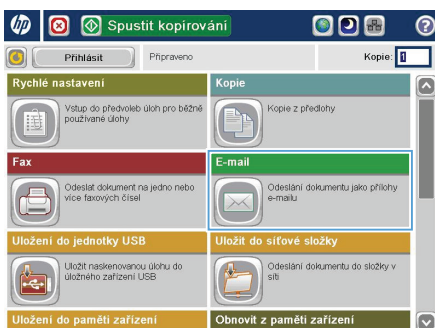 hp
Spustit kopírování
?
Přihlásit
Připraveno
Kopie: 1
Rychlé nastavení
Vstup do předvoleb úloh pro běžně
používané úlohy
Kopie
Kopie z předlohy
Fax
Odeslat dokument na jedno nebo
více faxových čísel
E-mail
Odeslání dokumentu jako přílohy
e-mailu
Uložení do jednotky USB
Uložit naskenovanou úlohu do
úložného zařízení USB
Uložit do síťové složky
Odeslání dokumentu do složky v
síti
Uložení do paměti zařízení
Obnovit z paměti zařízení